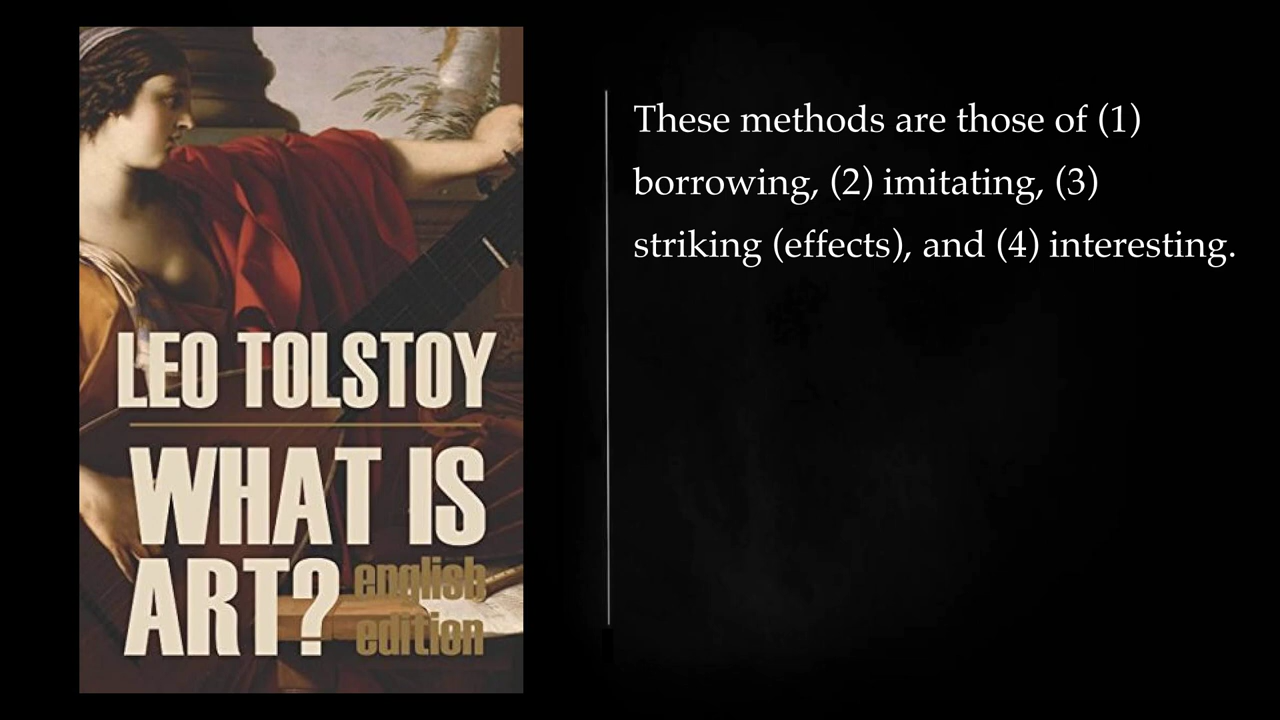 LEO TOLSTOY
WHAT IS
ART? english
edition
These methods are those of (1)
borrowing, (2) imitating, (3)
striking (effects), and (4) interesting.